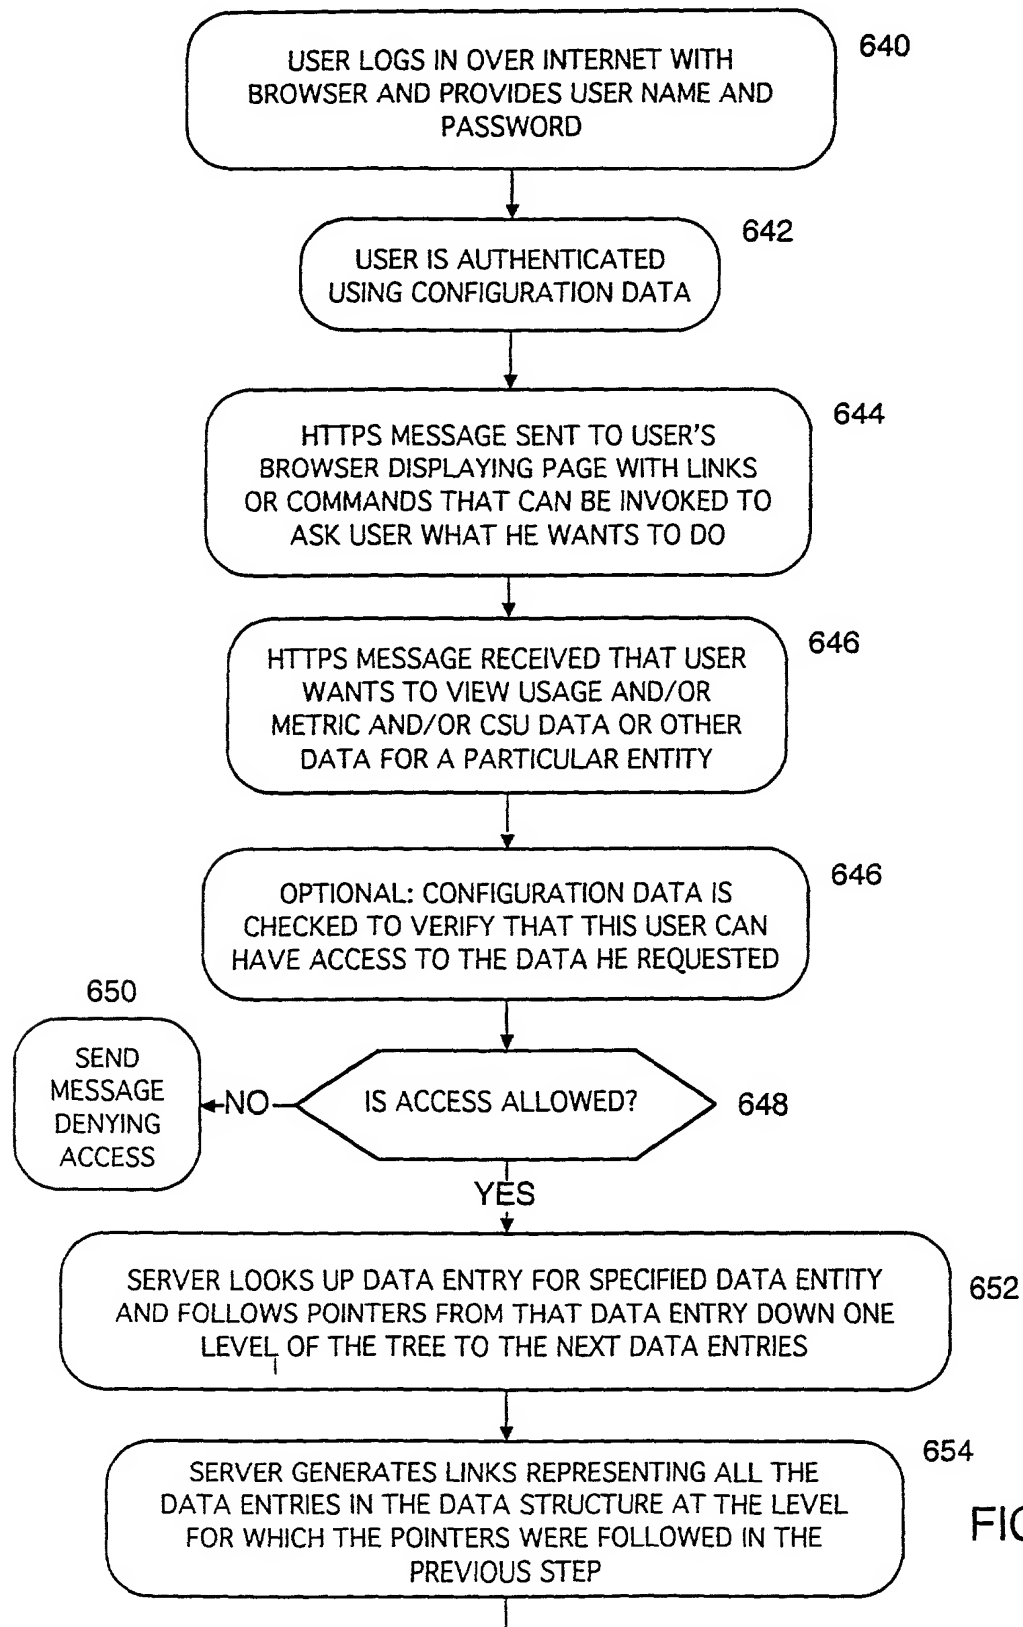 USER LOGS IN OVER INTERNET WITH
BROWSER AND PROVIDES USER NAME AND
PASSWORD
640
USER IS AUTHENTICATED
USING CONFIGURATION DATA
642
HTTPS MESSAGE SENT TO USER'S
BROWSER DISPLAYING PAGE WITH LINKS
OR COMMANDS THAT CAN BE INVOKED TO
ASK USER WHAT HE WANTS TO DO
644
HTTPS MESSAGE RECEIVED THAT USER
WANTS TO VIEW USAGE AND/OR
METRIC AND/OR CSU DATA OR OTHER
DATA FOR A PARTICULAR ENTITY
646
OPTIONAL: CONFIGURATION DATA IS
CHECKED TO VERIFY THAT THIS USER CAN
HAVE ACCESS TO THE DATA HE REQUESTED
646
650
SEND
MESSAGE
DENYING
ACCESS
NO
IS ACCESS ALLOWED?
648
YES
SERVER LOOKS UP DATA ENTRY FOR SPECIFIED DATA ENTITY
AND FOLLOWS POINTERS FROM THAT DATA ENTRY DOWN ONE
LEVEL OF THE TREE TO THE NEXT DATA ENTRIES
652
SERVER GENERATES LINKS REPRESENTING ALL THE
DATA ENTRIES IN THE DATA STRUCTURE AT THE LEVEL
FOR WHICH THE POINTERS WERE FOLLOWED IN THE
PREVIOUS STEP
654